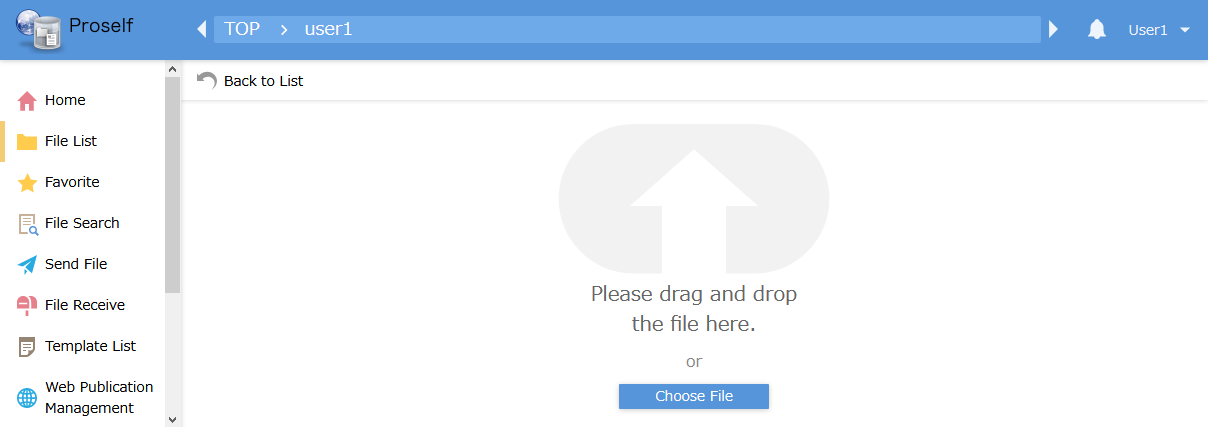 Proself
TOP > user1
User1
Home
File List
Favorite
File Search
Send File
File Receive
Template List
Web Publication
Management
Back to List
Please drag and drop
the file here.
or
Choose File